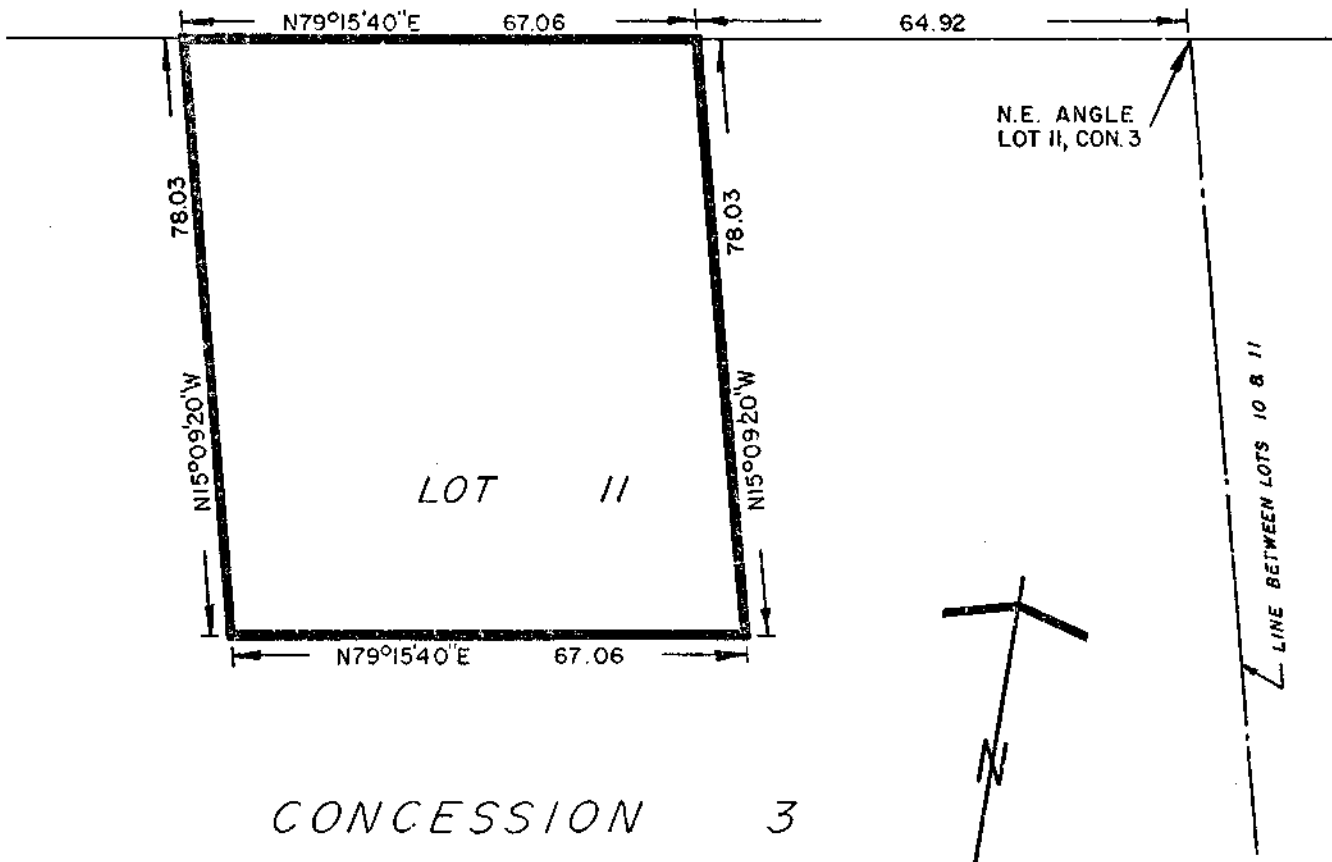 N79°15'40"E 67.06 64.92
N.E. ANGLE
LOT 11, CON. 3
78.03
78.03
N15°09'20"W
N15°09'20"W
LOT 11
LINE BETWEEN LOTS 10 & 11
N79°15'40"E 67.06
N
CONCESSION 3